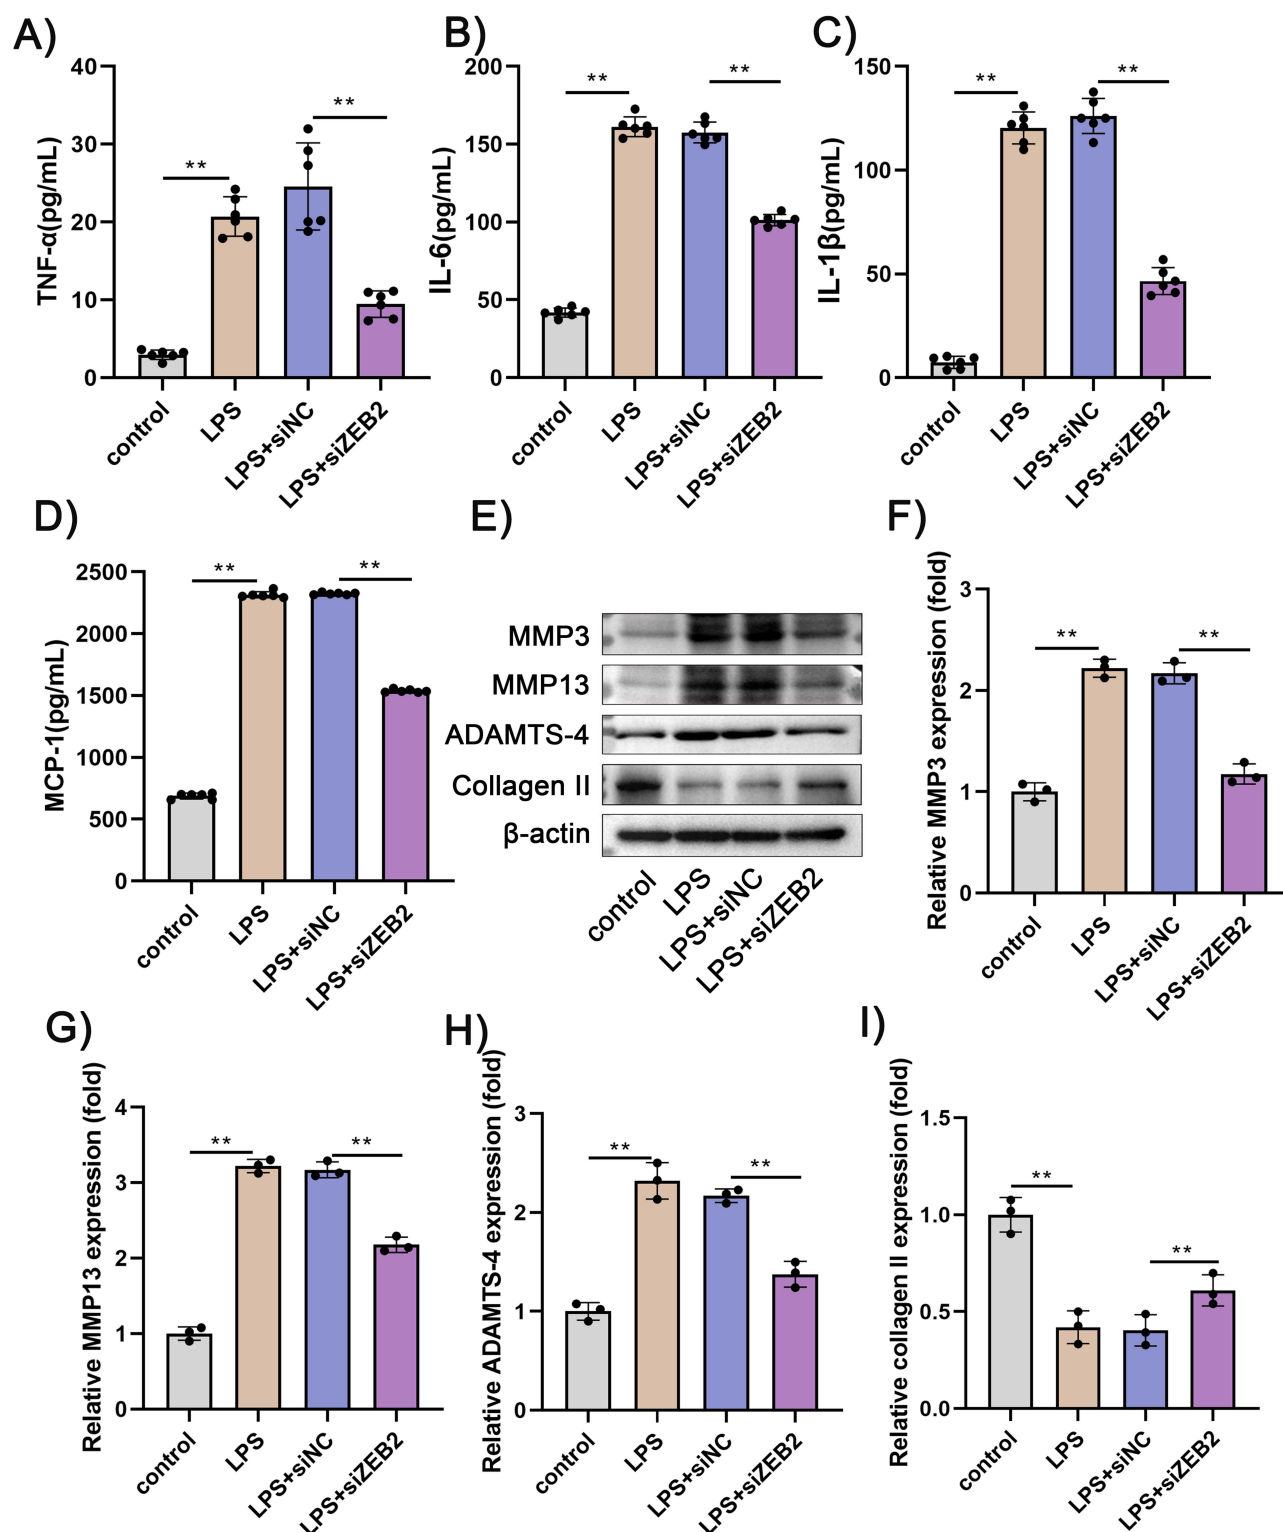 A)
TNF-α(pg/mL)
40
30
20
10
0
**
**
control
LPS
LPS+siNC
LPS+siZEB2
B)
IL-6(pg/mL)
200
150
100
50
0
**
**
control
LPS
LPS+siNC
LPS+siZEB2
C)
IL-1β(pg/mL)
150
100
50
0
**
**
control
LPS
LPS+siNC
LPS+siZEB2
D)
MCP-1(pg/mL)
2500
2000
1500
1000
500
0
**
**
control
LPS
LPS+siNC
LPS+siZEB2
E)
MMP3
MMP13
ADAMTS-4
Collagen II
β-actin
control
LPS
LPS+siNC
LPS+siZEB2
F)
Relative MMP3 expression (fold)
3
2
1
0
**
**
control
LPS
LPS+siNC
LPS+siZEB2
G)
Relative MMP13 expression (fold)
4
3
2
1
0
**
**
control
LPS
LPS+siNC
LPS+siZEB2
H)
Relative ADAMTS-4 expression (fold)
3
2
1
0
**
**
control
LPS
LPS+siNC
LPS+siZEB2
I)
Relative collagen II expression (fold)
1.5
1.0
0.5
0.0
**
**
control
LPS
LPS+siNC
LPS+siZEB2